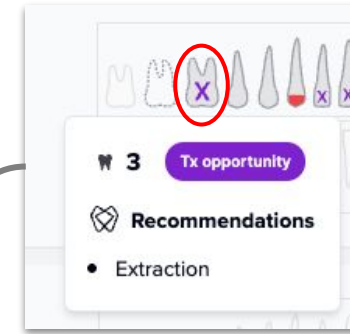 X X X
3 Tx opportunity
Recommendations
• Extraction